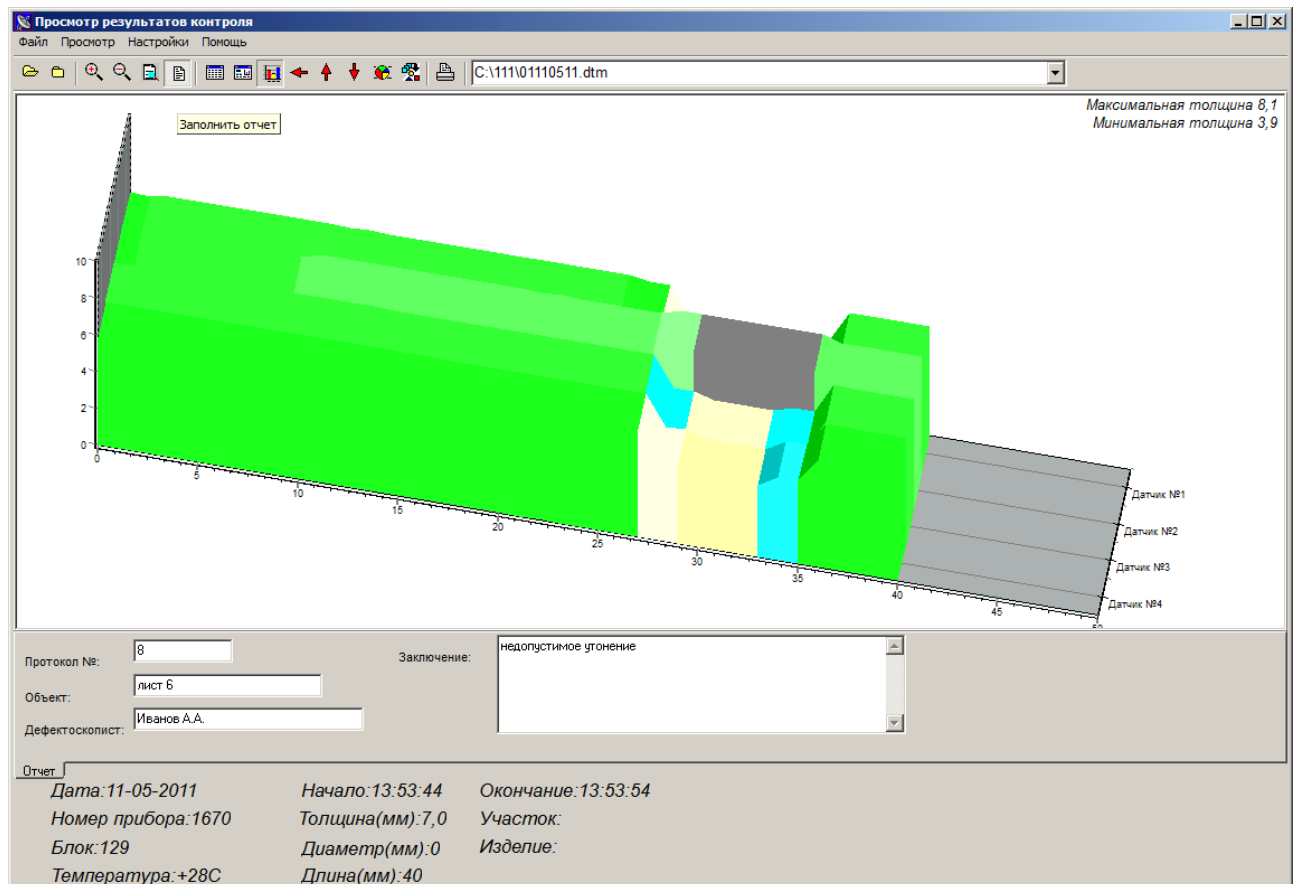 Просмотр результатов контроля
Файл Просмотр Настройки Помощь
C:\111\01110511.dtm
Максимальная толщина 8,1
Минимальная толщина 3,9
Заполнить отчет
10
8
6
4
2
0
0
5
10
15
20
25
30
35
40
45
50
Датчик №1
Датчик №2
Датчик №3
Датчик №4
Протокол №: 8
Объект: лист 6
Дефектоскопист: Иванов А.А.
Заключение: недопустимое утонение
Отчет
Дата:11-05-2011 Начало:13:53:44 Окончание:13:53:54
Номер прибора:1670 Толщина(мм):7,0 Участок:
Блок:129 Диаметр(мм):0 Изделие:
Температура:+28С Длина(мм):40